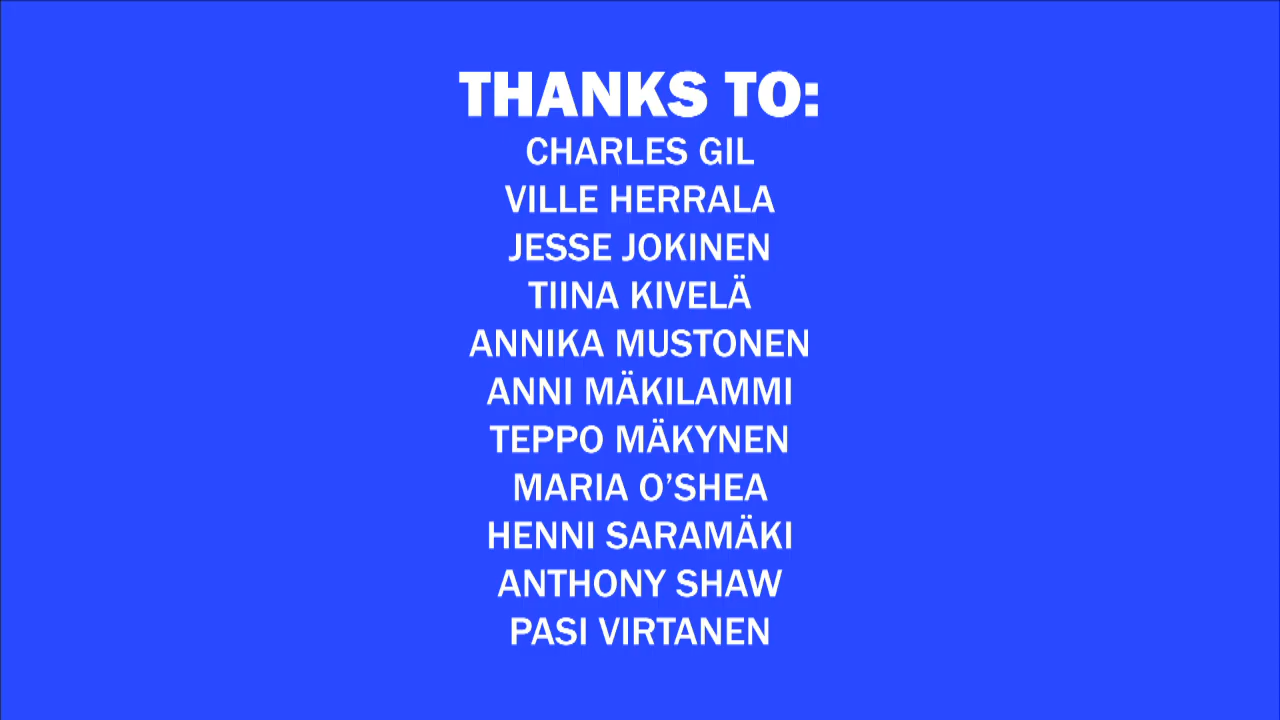 THANKS TO:
CHARLES GIL
VILLE HERRALA
JESSE JOKINEN
TIINA KIVELÄ
ANNIKA MUSTONEN
ANNI MÄKILAMMI
TEPPO MÄKYNEN
MARIA O’SHEA
HENNI SARAMÄKI
ANTHONY SHAW
PASI VIRTANEN